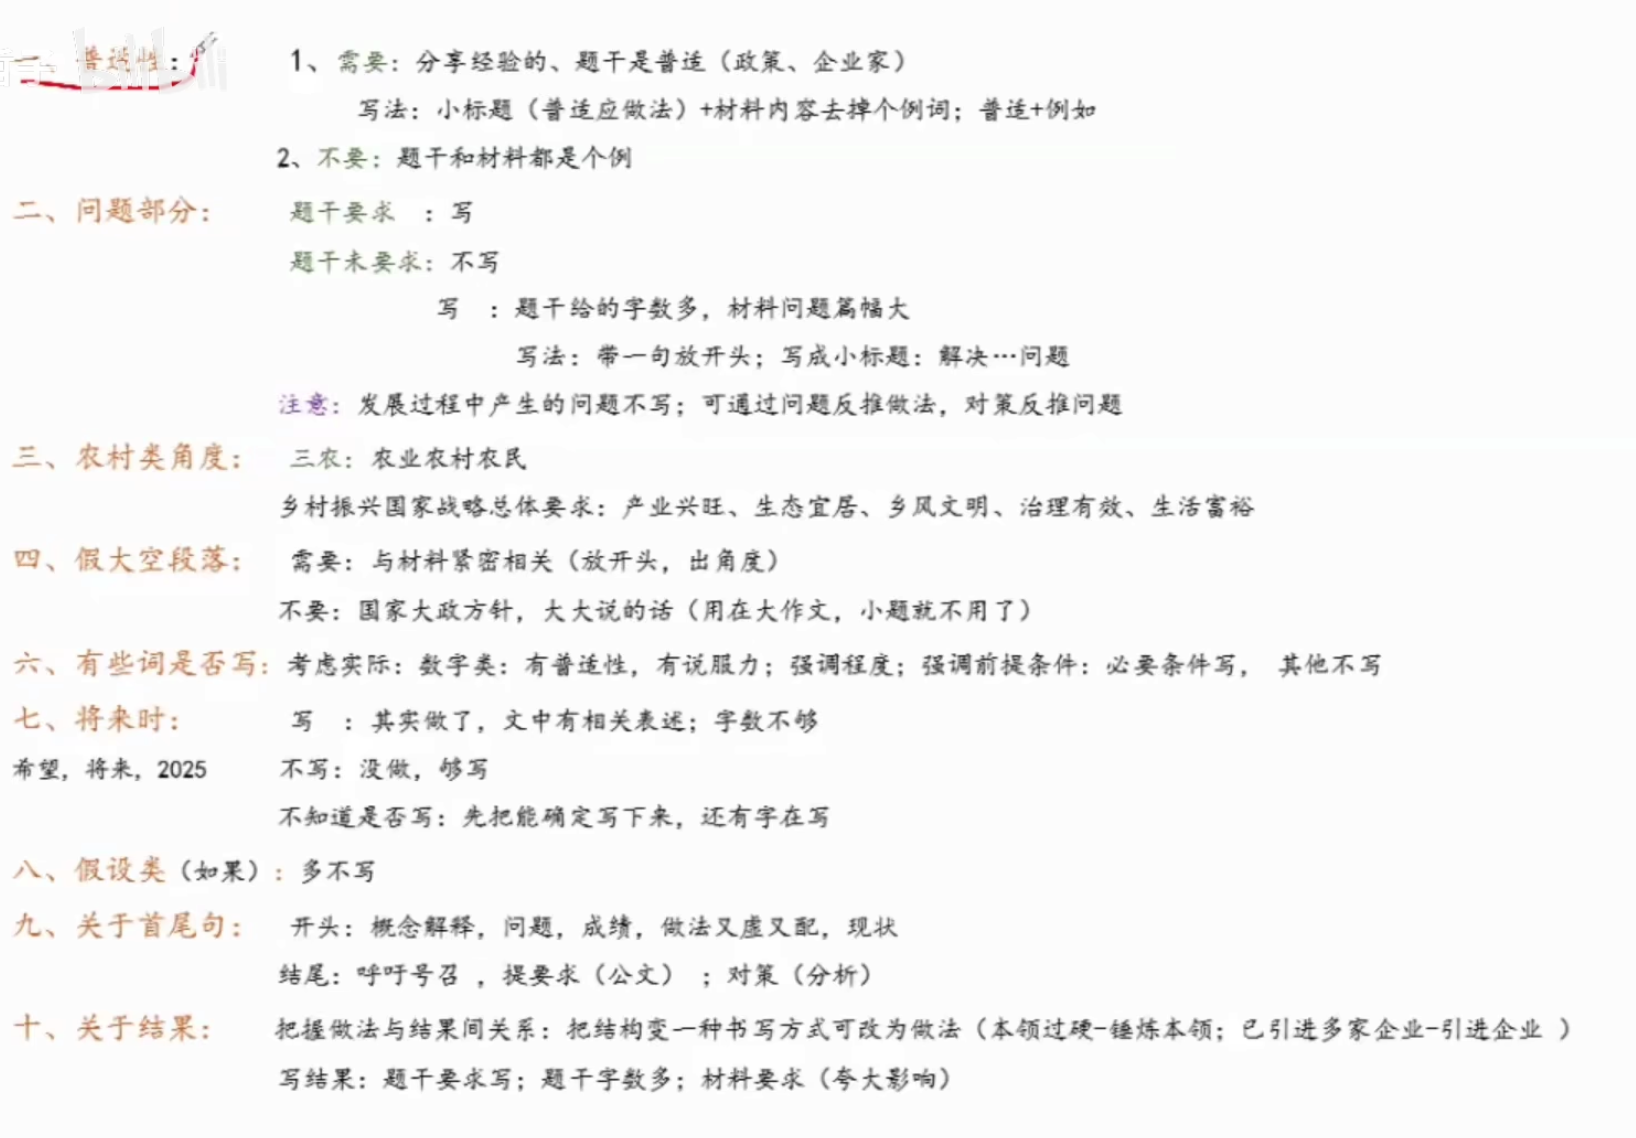 一、普适性： 1、需要：分享经验的、题干是普适（政策、企业家）
写法：小标题（普适应做法）+材料内容去掉个例词；普适+例如
2、不要：题干和材料都是个例
二、问题部分： 题干要求 ：写
题干未要求：不写
写 ：题干给的字数多，材料问题篇幅大
写法：带一句放开头；写成小标题：解决…问题
注意：发展过程中产生的问题不写；可通过问题反推做法，对策反推问题
三、农村类角度： 三农：农业农村农民
乡村振兴国家战略总体要求：产业兴旺、生态宜居、乡风文明、治理有效、生活富裕
四、假大空段落： 需要：与材料紧密相关（放开头，出角度）
不要：国家大政方针，大大说的话（用在大作文，小题就不用了）
六、有些词是否写：考虑实际：数字类：有普适性，有说服力；强调程度；强调前提条件：必要条件写， 其他不写
七、将来时： 写 ：其实做了，文中有相关表述；字数不够
希望，将来，2025 不写：没做，够写
不知道是否写：先把能确定写下来，还有字在写
八、假设类（如果）：多不写
九、关于首尾句： 开头：概念解释，问题，成绩，做法又虚又配，现状
结尾：呼吁号召 ，提要求（公文） ；对策（分析）
十、关于结果： 把握做法与结果间关系：把结构变一种书写方式可改为做法（本领过硬-锤炼本领；已引进多家企业-引进企业 ）
写结果：题干要求写；题干字数多；材料要求（夸大影响）